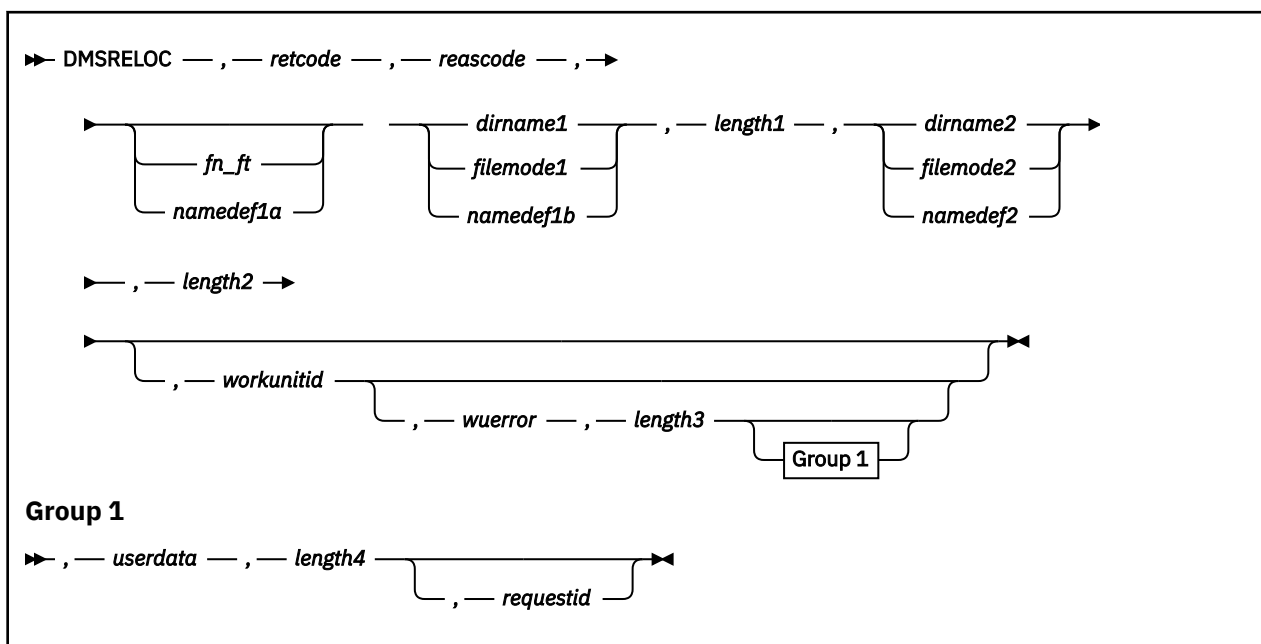 DMSRELOC , retcode , reascode ,
dirname1 , length1 , dirname2
fn_ft filemode1 filemode2
namedef1a namedef1b namedef2
, length2
, workunitid
, wuerror , length3
Group 1
Group 1
, userdata , length4
, requestid